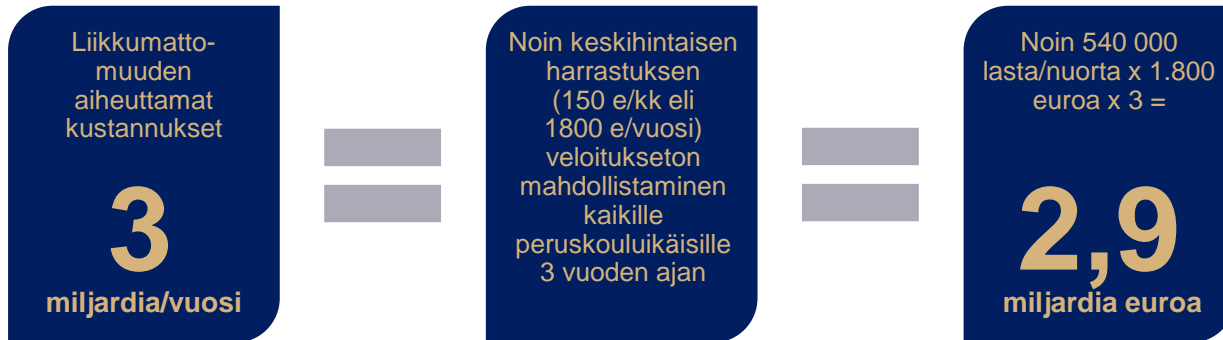 Liikkumatto-
muuden
aiheuttamat
kustannukset
3
miljardia/vuosi
Noin keskihintaisen
harrastuksen
(150 e/kk eli
1800 e/vuosi)
veloitukseton
mahdollistaminen
kaikille
peruskouluikäisille
3 vuoden ajan
Noin 540 000
lasta/nuorta x 1.800
euroa x 3 =
2,9
miljardia euroa